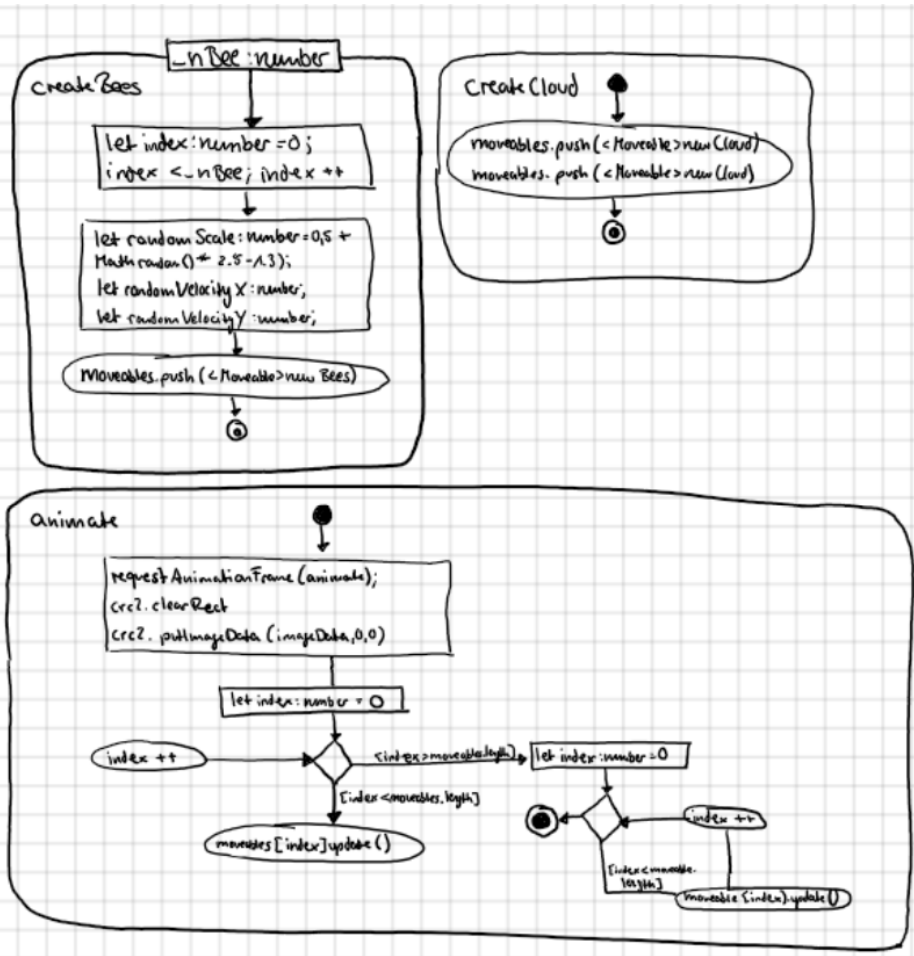 _nBee:number
createBees
let index:number=0;
index <_nBee; index ++
let randomScale:number=0,5 +
Math radom()* 2.5-1.3);
let randomVelocityX:number;
let randomVelocityY:number;
Moveables.push(<Moveable>new Bees)
CreateCloud
moveables.push(<Moveable>new Cloud)
moveables.push(<Moveable>new Cloud)
animate
requestAnimationFrame(animate);
crc2.clearRect
crc2.putImageData(imageData,0,0)
let index:number = 0
index ++
[index>moveables.length]
let index:number=0
[index<moveables.length]
moveables[index]update()
index ++
[index<moveable.
length]
moveable[index].update()